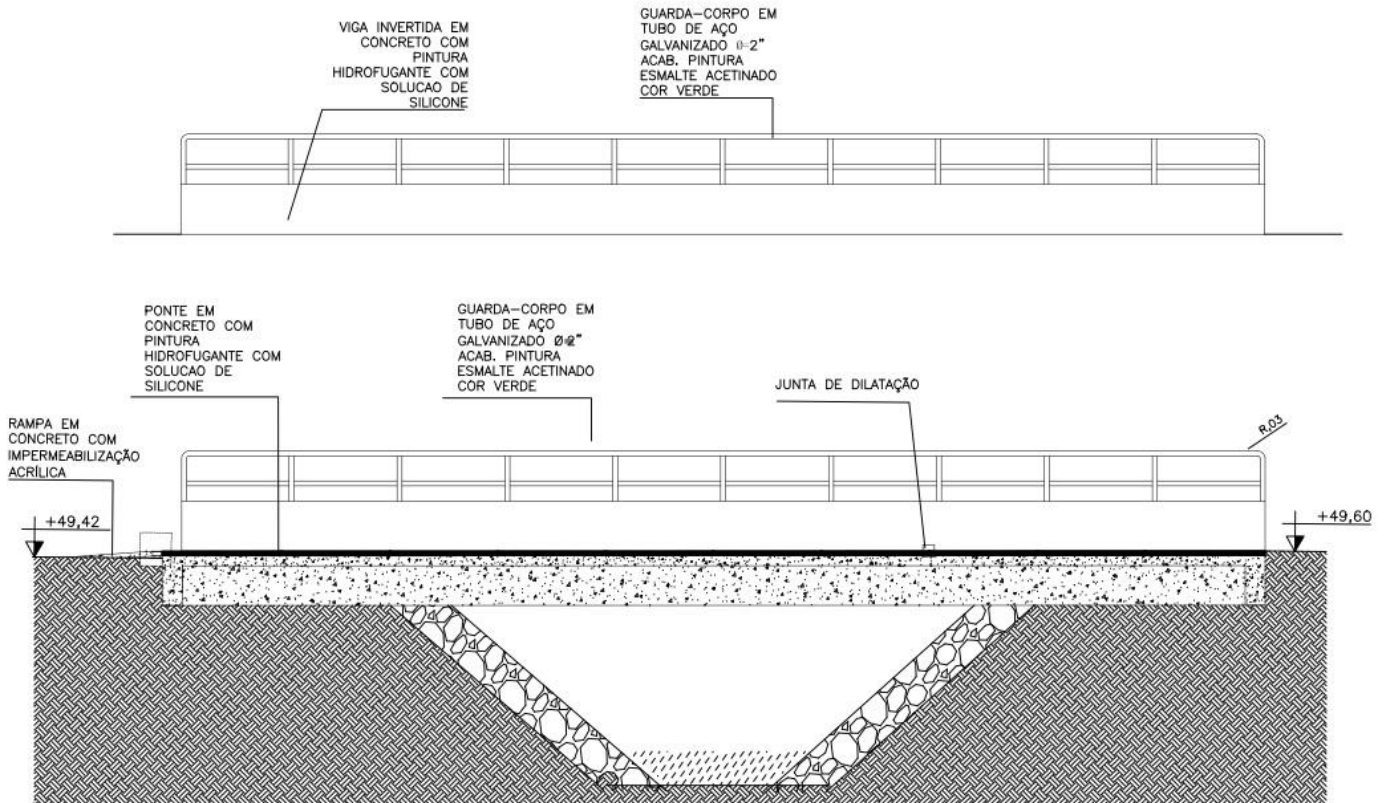 VIGA INVERTIDA EM
CONCRETO COM
PINTURA
HIDROFUGANTE COM
SOLUCAO DE
SILICONE
GUARDA-CORPO EM
TUBO DE AÇO
GALVANIZADO 0=2"
ACAB. PINTURA
ESMALTE ACETINADO
COR VERDE
PONTE EM
CONCRETO COM
PINTURA
HIDROFUGANTE COM
SOLUCAO DE
SILICONE
GUARDA-CORPO EM
TUBO DE AÇO
GALVANIZADO Ø=2"
ACAB. PINTURA
ESMALTE ACETINADO
COR VERDE
JUNTA DE DILATAÇÃO
RAMPA EM
CONCRETO COM
IMPERMEABILIZAÇÃO
ACRÍLICA
R.03
+49,42
+49,60